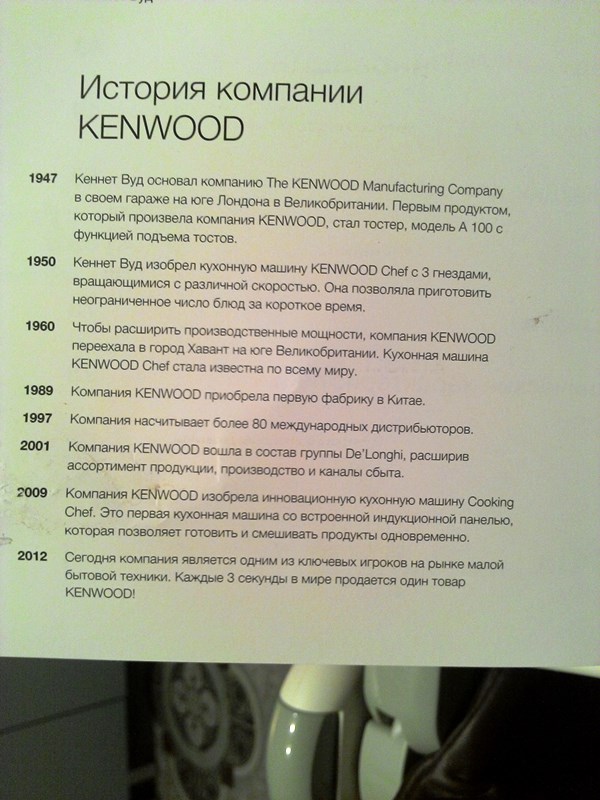 История компании
KENWOOD
1947 Кеннет Вуд основал компанию The KENWOOD Manufacturing Company
в своем гараже на юге Лондона в Великобритании. Первым продуктом,
который произвела компания KENWOOD, стал тостер, модель А 100 с
функцией подъема тостов.
1950 Кеннет Вуд изобрел кухонную машину KENWOOD Chef с 3 гнездами,
вращающимися с различной скоростью. Она позволяла приготовить
неограниченное число блюд за короткое время.
1960 Чтобы расширить производственные мощности, компания KENWOOD
переехала в город Хавант на юге Великобритании. Кухонная машина
KENWOOD Chef стала известна по всему миру.
1989 Компания KENWOOD приобрела первую фабрику в Китае.
1997 Компания насчитывает более 80 международных дистрибьюторов.
2001 Компания KENWOOD вошла в состав группы De'Longhi, расширив
ассортимент продукции, производство и каналы сбыта.
2009 Компания KENWOOD изобрела инновационную кухонную машину Cooking
Chef. Это первая кухонная машина со встроенной индукционной панелью,
которая позволяет готовить и смешивать продукты одновременно.
2012 Сегодня компания является одним из ключевых игроков на рынке малой
бытовой техники. Каждые 3 секунды в мире продается один товар
KENWOOD!